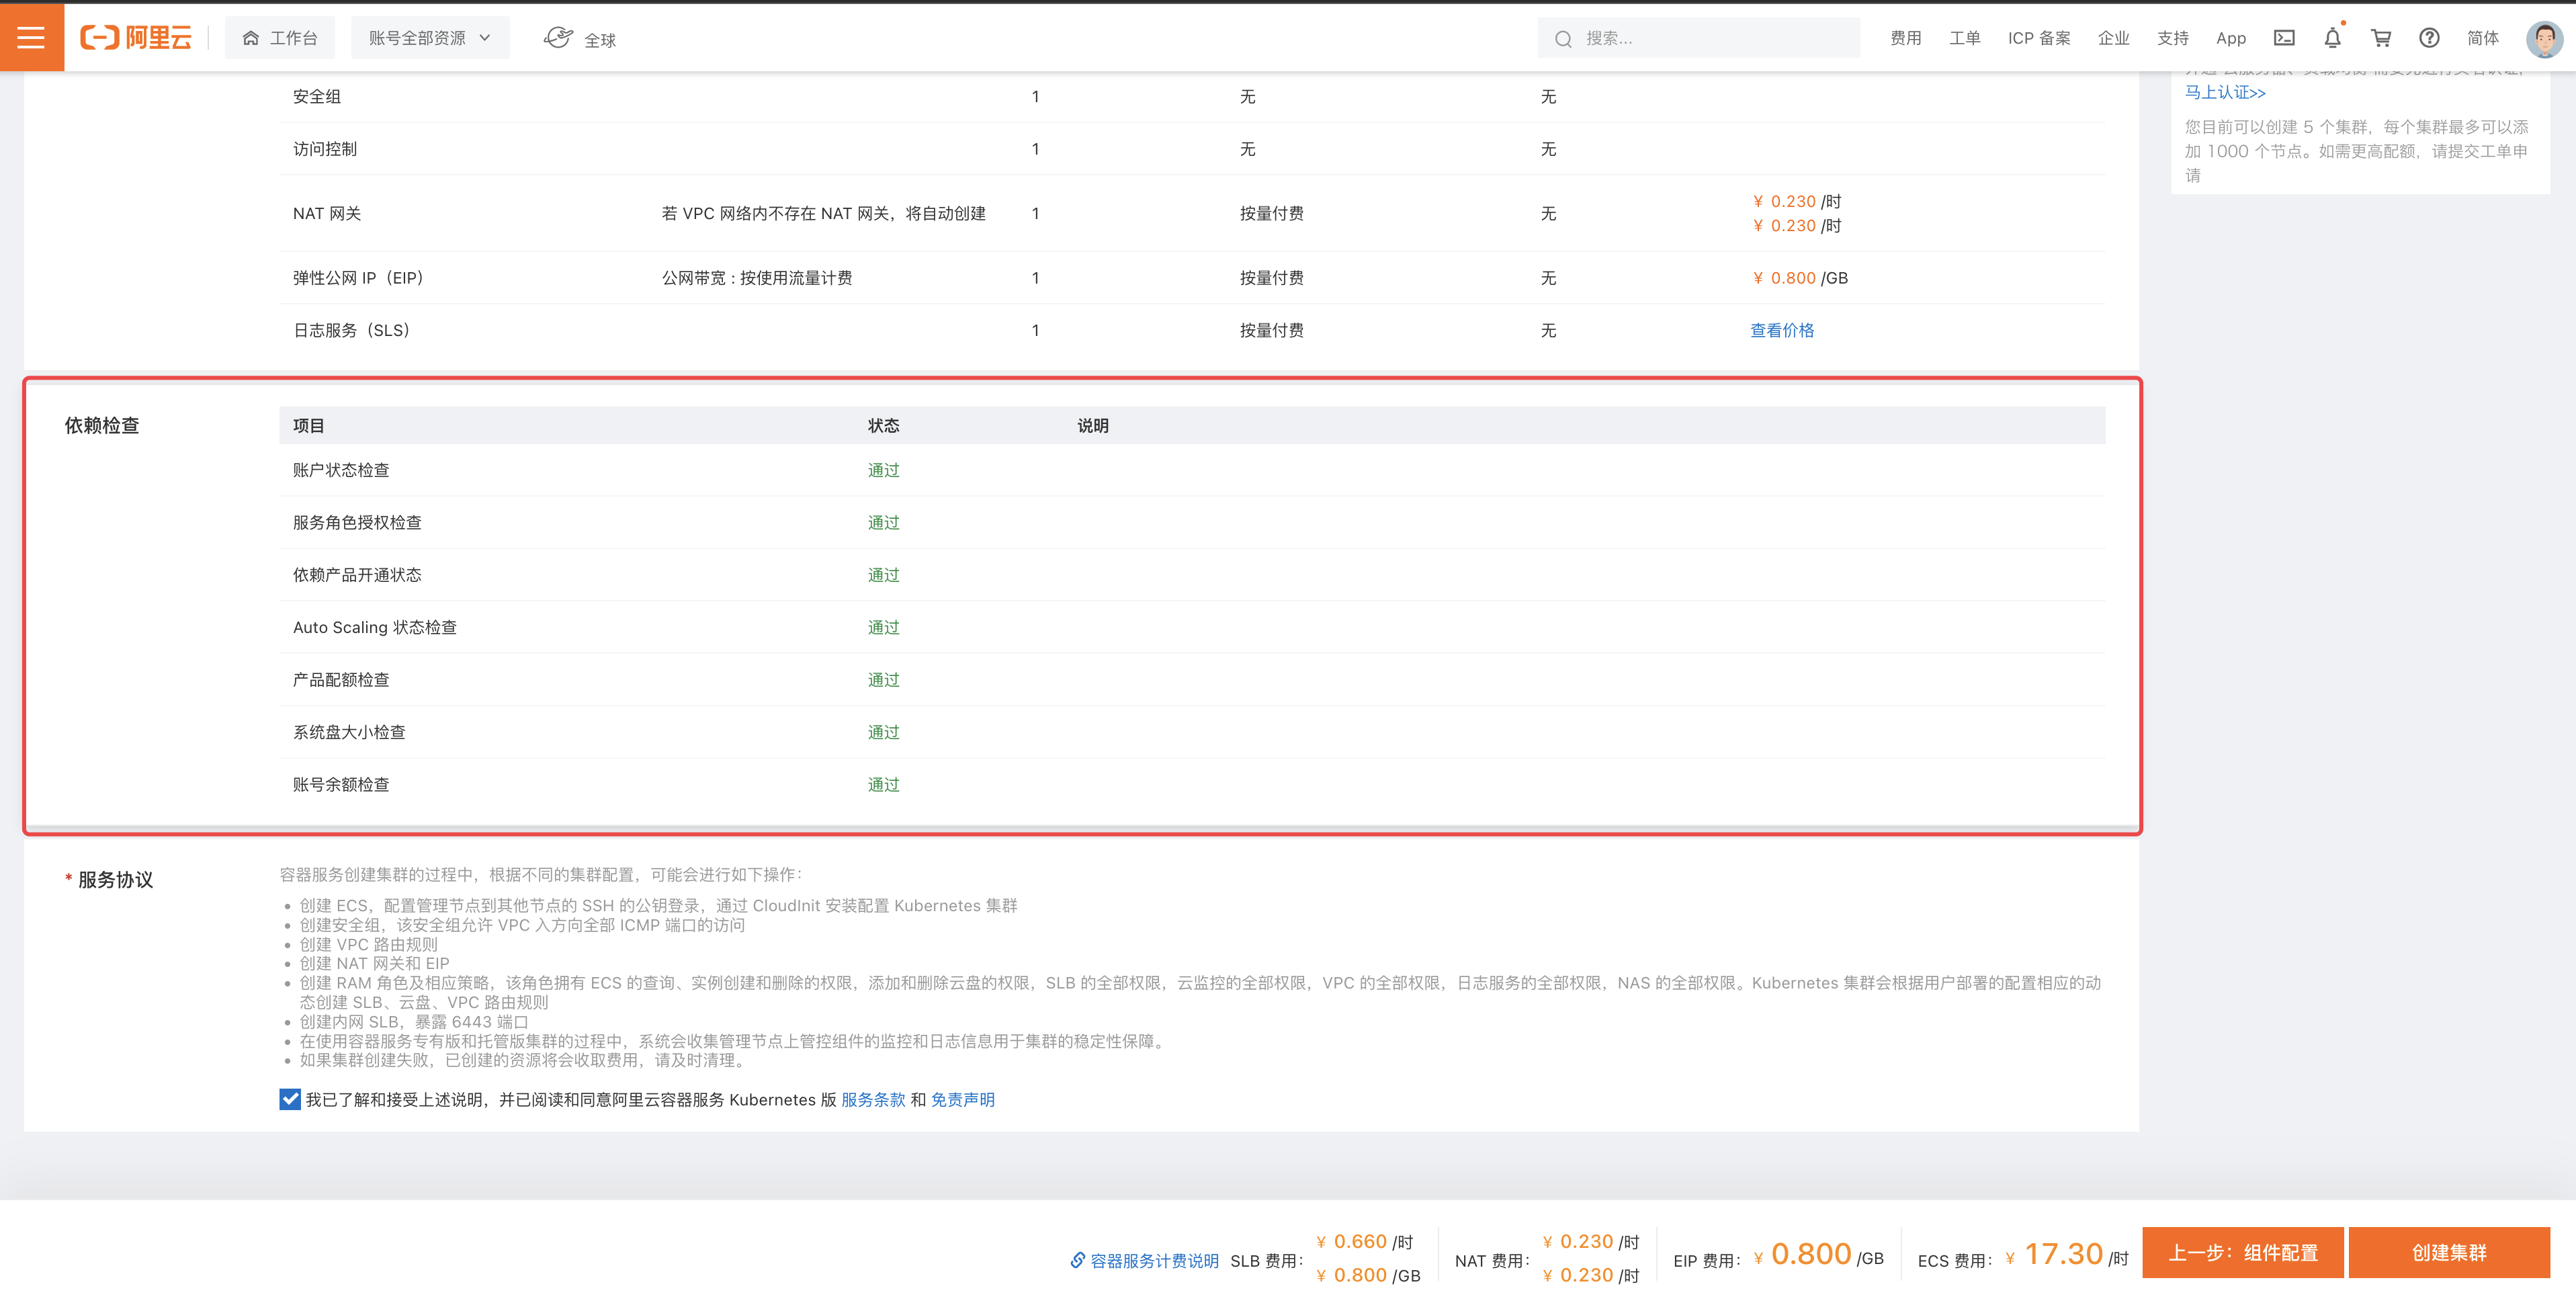 阿里云
工作台
账号全部资源
全球
搜索...
费用
工单
ICP 备案
企业
支持
App
简体
马上认证>>
您目前可以创建 5 个集群，每个集群最多可以添
加 1000 个节点。如需更高配额，请提交工单申
请
安全组 1 无 无
访问控制 1 无 无
NAT 网关 若 VPC 网络内不存在 NAT 网关，将自动创建 1 按量付费 无 ¥ 0.230 /时
¥ 0.230 /时
弹性公网 IP（EIP） 公网带宽 : 按使用流量计费 1 按量付费 无 ¥ 0.800 /GB
日志服务（SLS） 1 按量付费 无 查看价格
依赖检查
项目 状态 说明
账户状态检查 通过
服务角色授权检查 通过
依赖产品开通状态 通过
Auto Scaling 状态检查 通过
产品配额检查 通过
系统盘大小检查 通过
账号余额检查 通过
* 服务协议
容器服务创建集群的过程中，根据不同的集群配置，可能会进行如下操作：
• 创建 ECS，配置管理节点到其他节点的 SSH 的公钥登录，通过 CloudInit 安装配置 Kubernetes 集群
• 创建安全组，该安全组允许 VPC 入方向全部 ICMP 端口的访问
• 创建 VPC 路由规则
• 创建 NAT 网关和 EIP
• 创建 RAM 角色及相应策略，该角色拥有 ECS 的查询、实例创建和删除的权限，添加和删除云盘的权限，SLB 的全部权限，云监控的全部权限，VPC 的全部权限，日志服务的全部权限，NAS 的全部权限。Kubernetes 集群会根据用户部署的配置相应的动
态创建 SLB、云盘、VPC 路由规则
• 创建内网 SLB，暴露 6443 端口
• 在使用容器服务专有版和托管版集群的过程中，系统会收集管理节点上管控组件的监控和日志信息用于集群的稳定性保障。
• 如果集群创建失败，已创建的资源将会收取费用，请及时清理。
我已了解和接受上述说明，并已阅读和同意阿里云容器服务 Kubernetes 版 服务条款 和 免责声明
容器服务计费说明
SLB 费用： ¥ 0.660 /时
¥ 0.800 /GB
NAT 费用： ¥ 0.230 /时
¥ 0.230 /时
EIP 费用： ¥ 0.800 /GB
ECS 费用： ¥ 17.30 /时
上一步：组件配置
创建集群